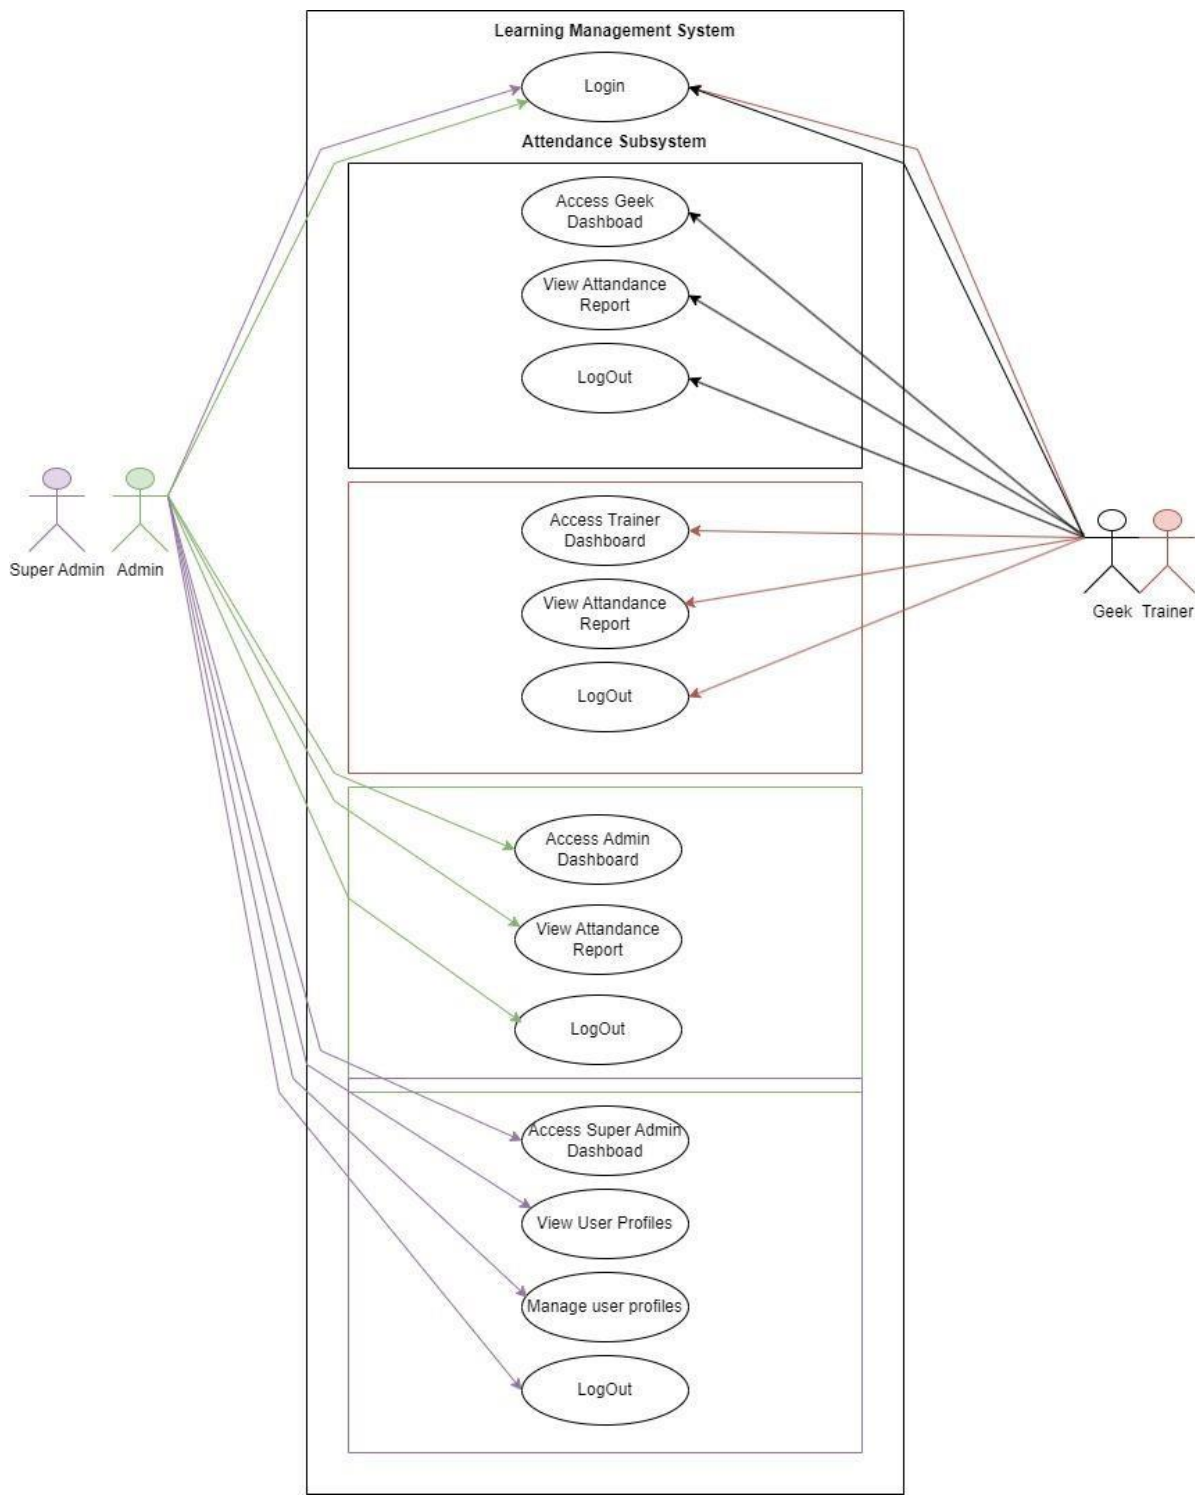 Learning Management System
Login
Attendance Subsystem
Access Geek
Dashboad
View Attandance
Report
LogOut
Super Admin
Admin
Access Trainer
Dashboard
View Attandance
Report
LogOut
Geek
Trainer
Access Admin
Dashboard
View Attandance
Report
LogOut
Access Super Admin
Dashboad
View User Profiles
Manage user profiles
LogOut